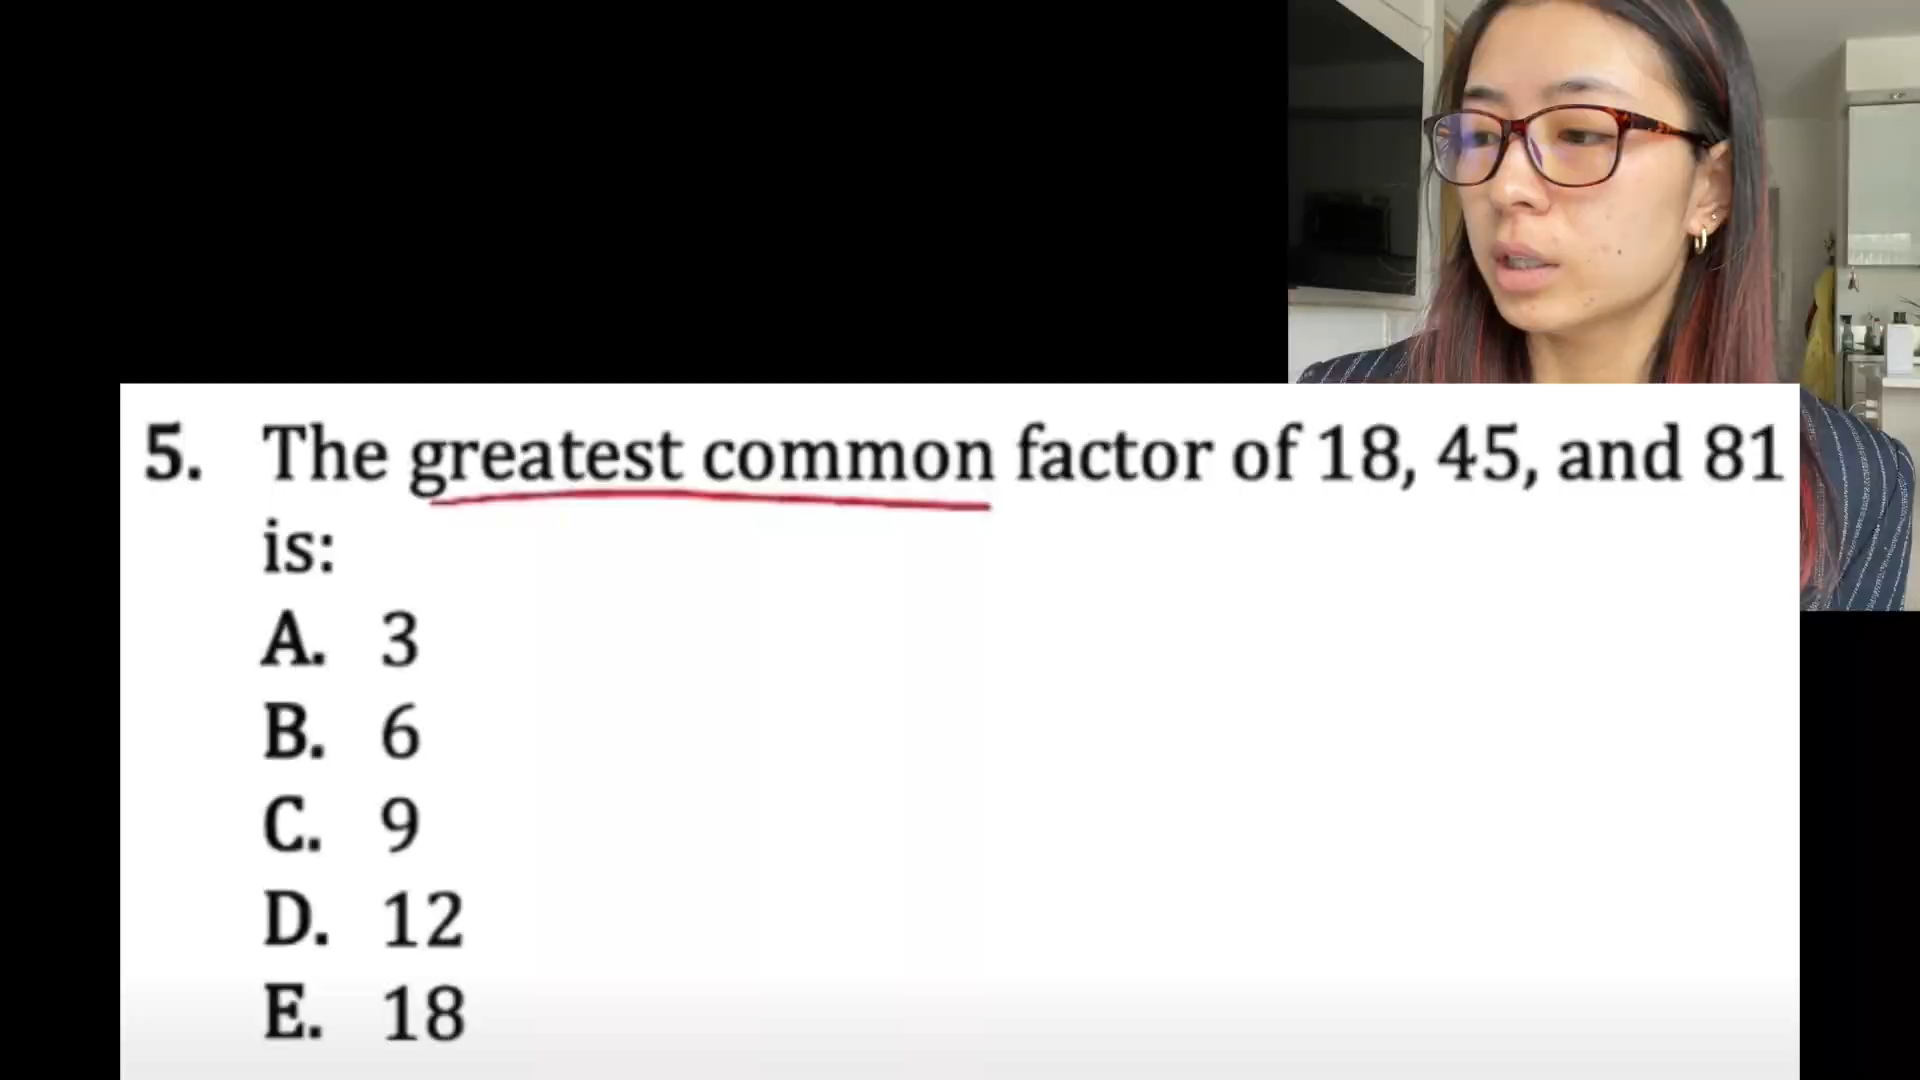 5. The greatest common factor of 18, 45, and 81
is:
A. 3
B. 6
C. 9
D. 12
E. 18